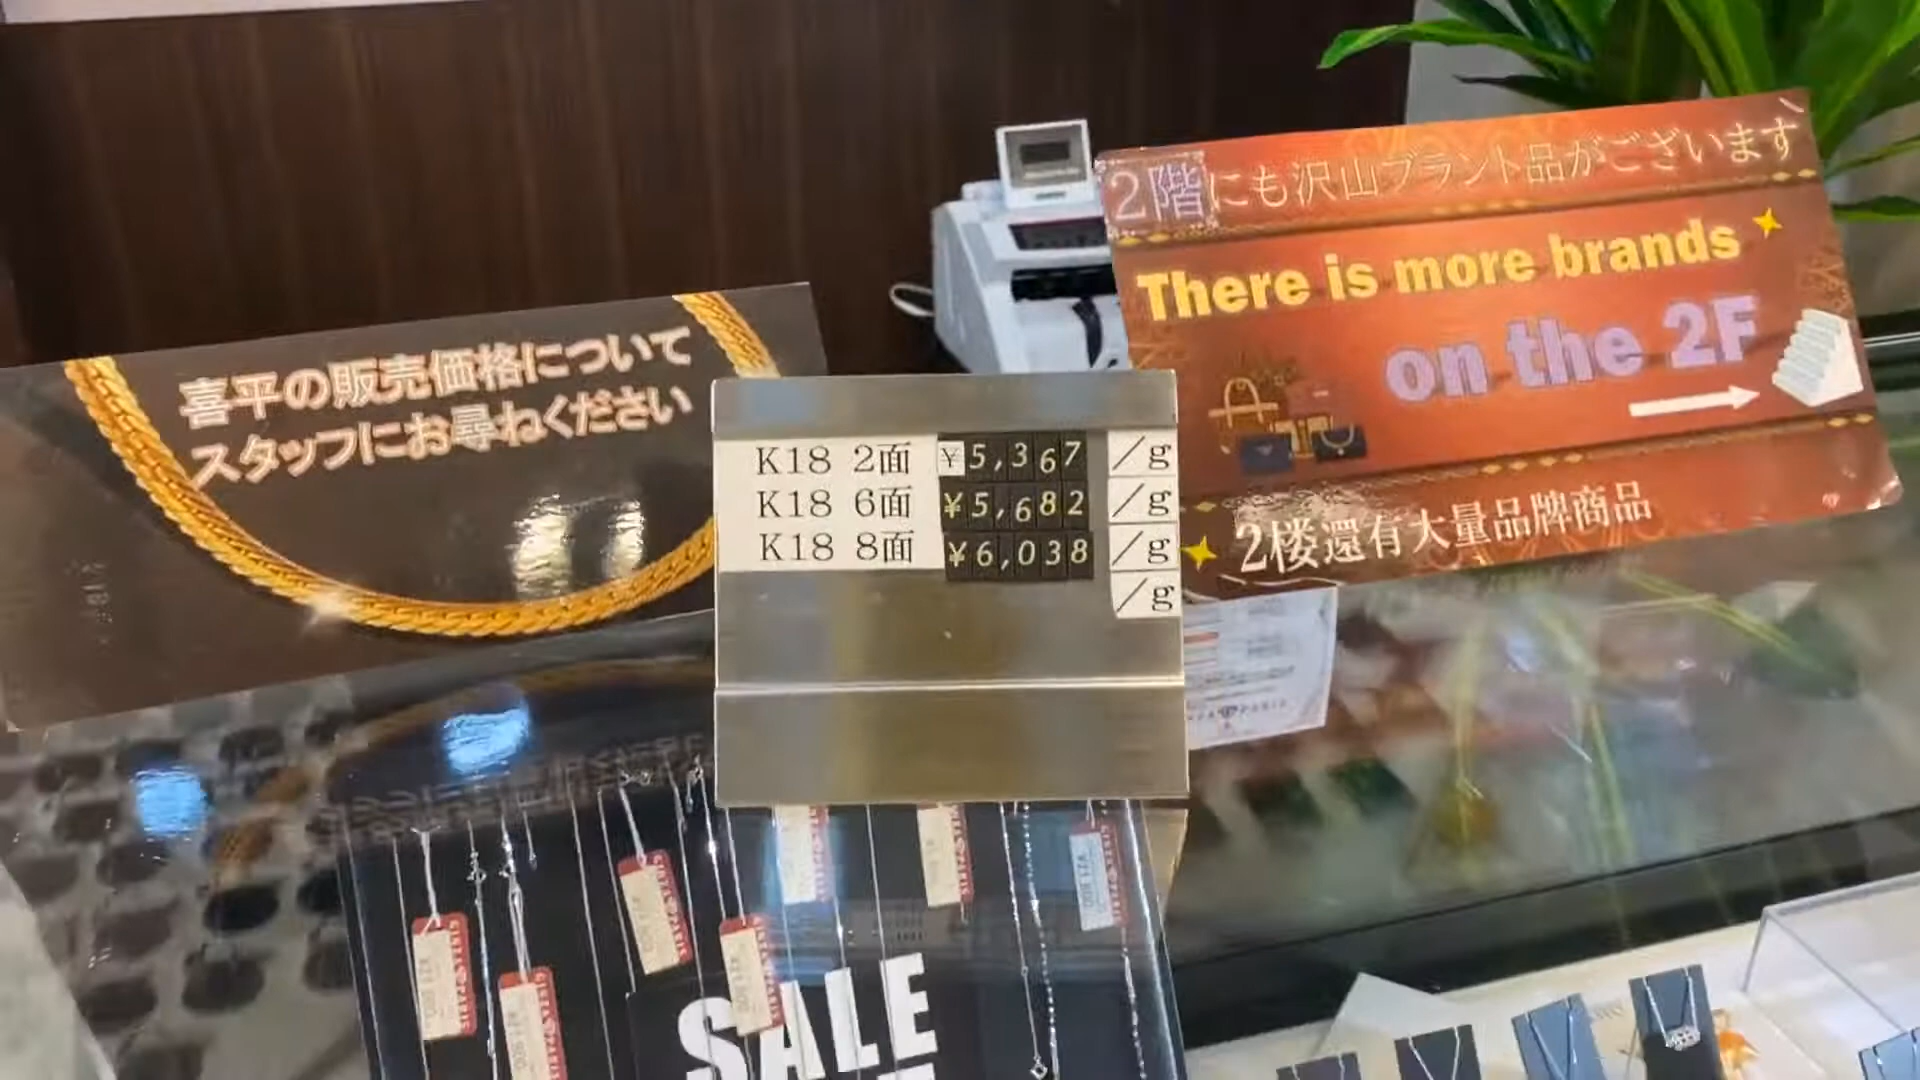 喜平の販売価格について
スタッフにお尋ねください
K18 2面 ¥5,367 /g
K18 6面 ¥5,682 /g
K18 8面 ¥6,038 /g
/g
2階にも沢山ブラント品がございます
There is more brands
on the 2F
2楼還有大量品牌商品
SALE